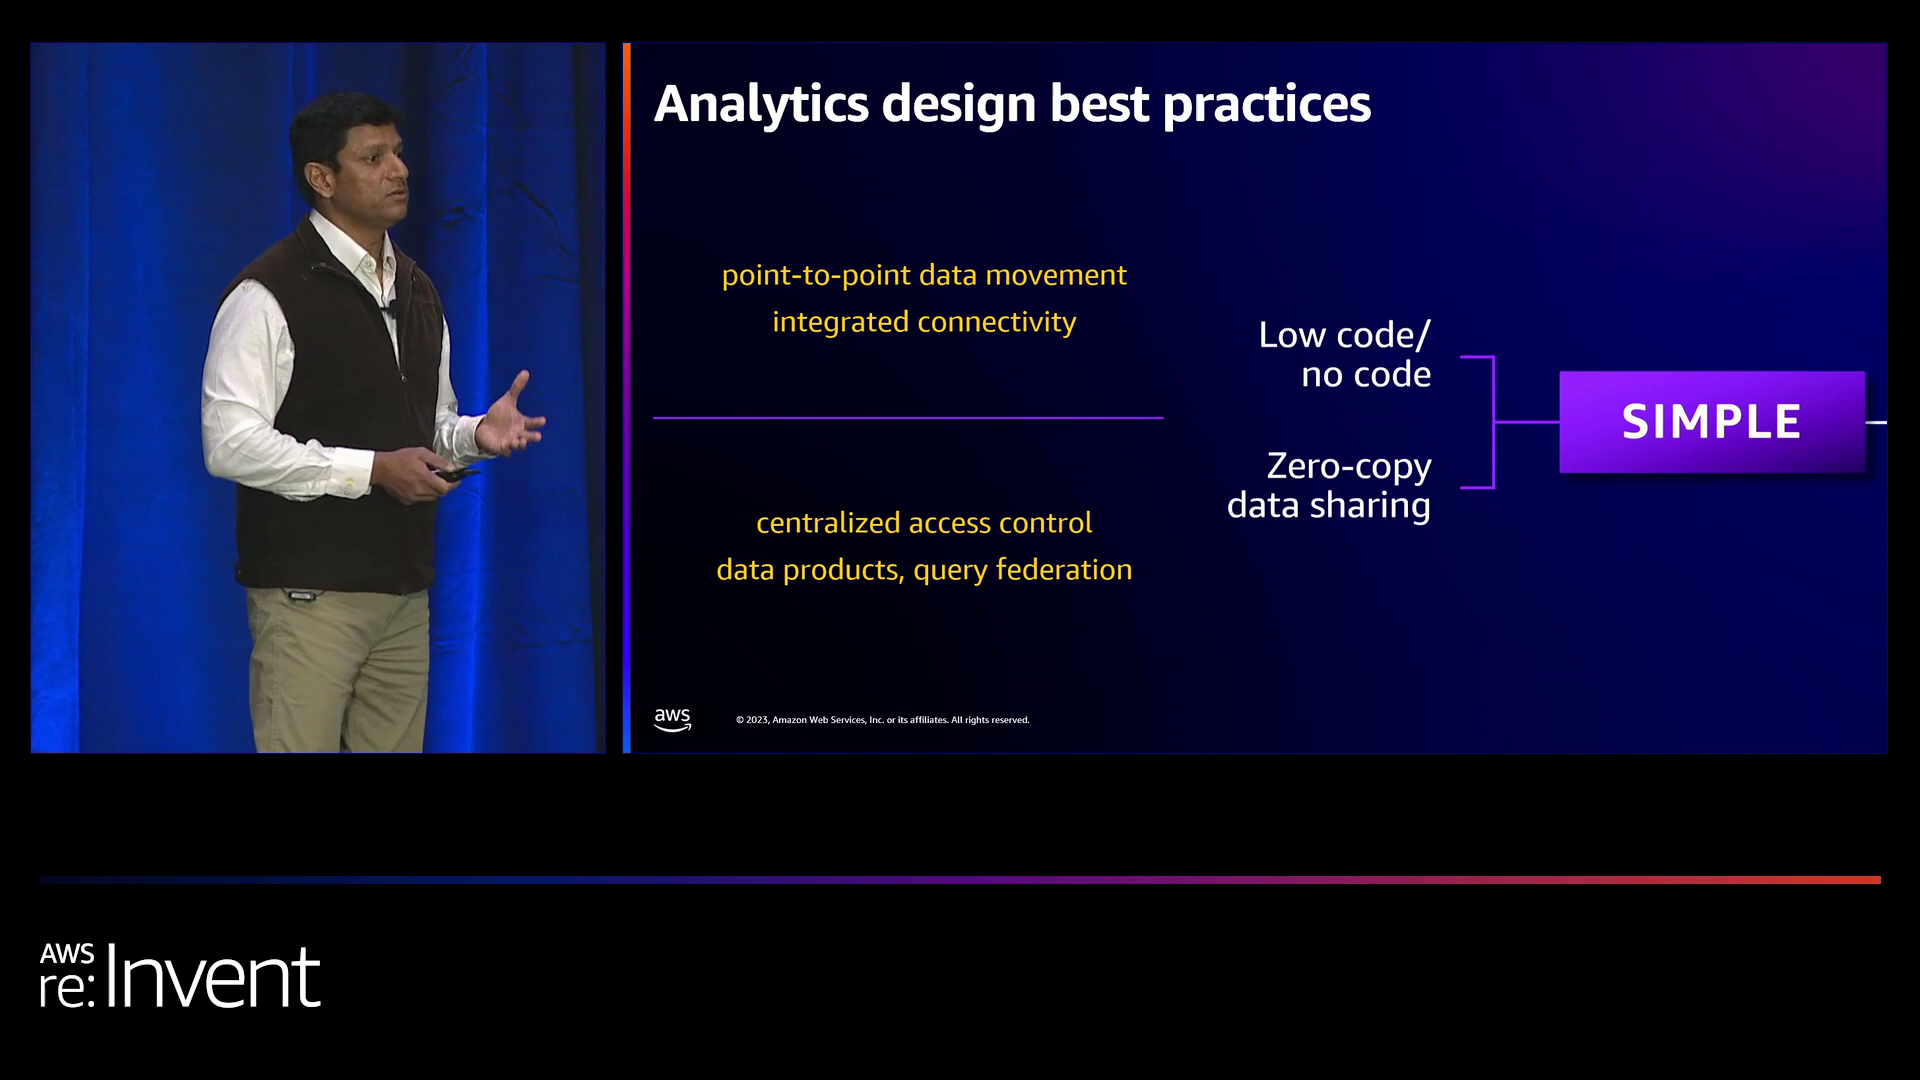 Analytics design best practices
point-to-point data movement
integrated connectivity
Low code/
no code
SIMPLE
Zero-copy
data sharing
centralized access control
data products, query federation
aws
© 2023, Amazon Web Services, Inc. or its affiliates. All rights reserved.
AWS
re:Invent